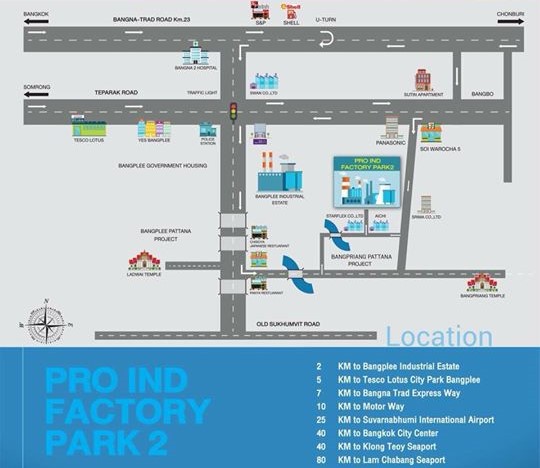 BANGKOK
CHONBURI
BANGNA-TRAD ROAD Km.23
S&P
Shell
SHELL
U-TURN
BANGNA 2 HOSPITAL
SOMRONG
TEPARAK ROAD
TRAFFIC LIGHT
SWAN CO.,LTD
SUTIN APARTMENT
BANGBO
TESCO LOTUS
YES BANGPLEE
POLICE
STATION
PANASONIC
SOI WAROCHA 5
BANGPLEE GOVERNMENT HOUSING
PRO IND
FACTORY PARK2
BANGPLEE INDUSTRIAL
ESTATE
STARFLEX CO.,LTD
AICHI
BANGPLEE PATTANA
PROJECT
JAPANESE RESTUARANT
BANGPRIANG PATTANA
PROJECT
LADWAI TEMPLE
RESTUARANT
BANGPRIANG TEMPLE
N
E
S
W
OLD SUKHUMVIT ROAD
Location
PRO IND
FACTORY
PARK 2
2 KM to Bangplee Industrial Estate
5 KM to Tesco Lotus City Park Bangplee
7 KM to Bangna Trad Express Way
10 KM to Motor Way
25 KM to Suvarnabhumi International Airport
40 KM to Bangkok City Center
40 KM to Klong Teoy Seaport
80 KM to Lam Chabang Seaport